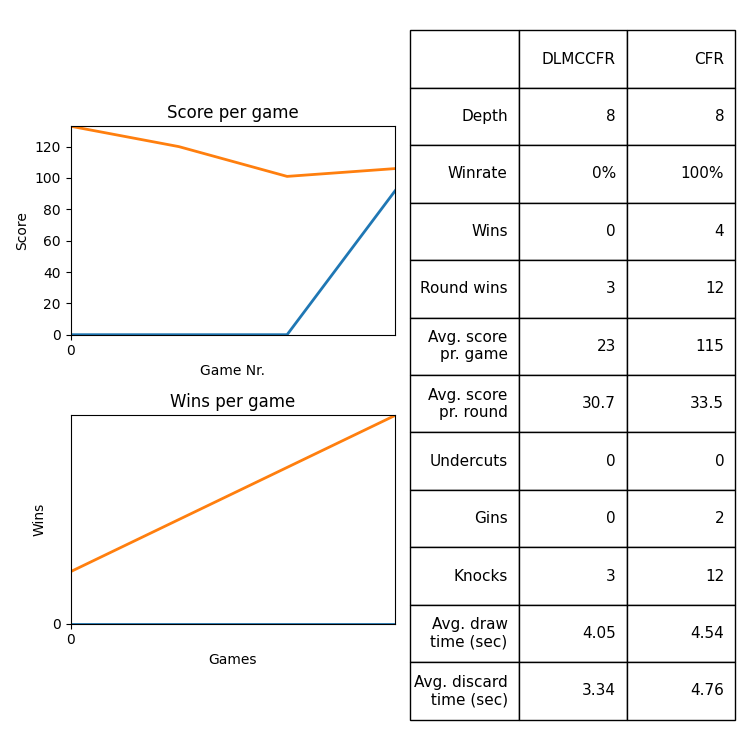 Score per game
120
100
80
60
40
20
0
Score
0
Game Nr.
Wins per game
Wins
0
0
Games
DLMCCFR CFR
Depth 8 8
Winrate 0% 100%
Wins 0 4
Round wins 3 12
Avg. score
pr. game 23 115
Avg. score
pr. round 30.7 33.5
Undercuts 0 0
Gins 0 2
Knocks 3 12
Avg. draw
time (sec) 4.05 4.54
Avg. discard
time (sec) 3.34 4.76